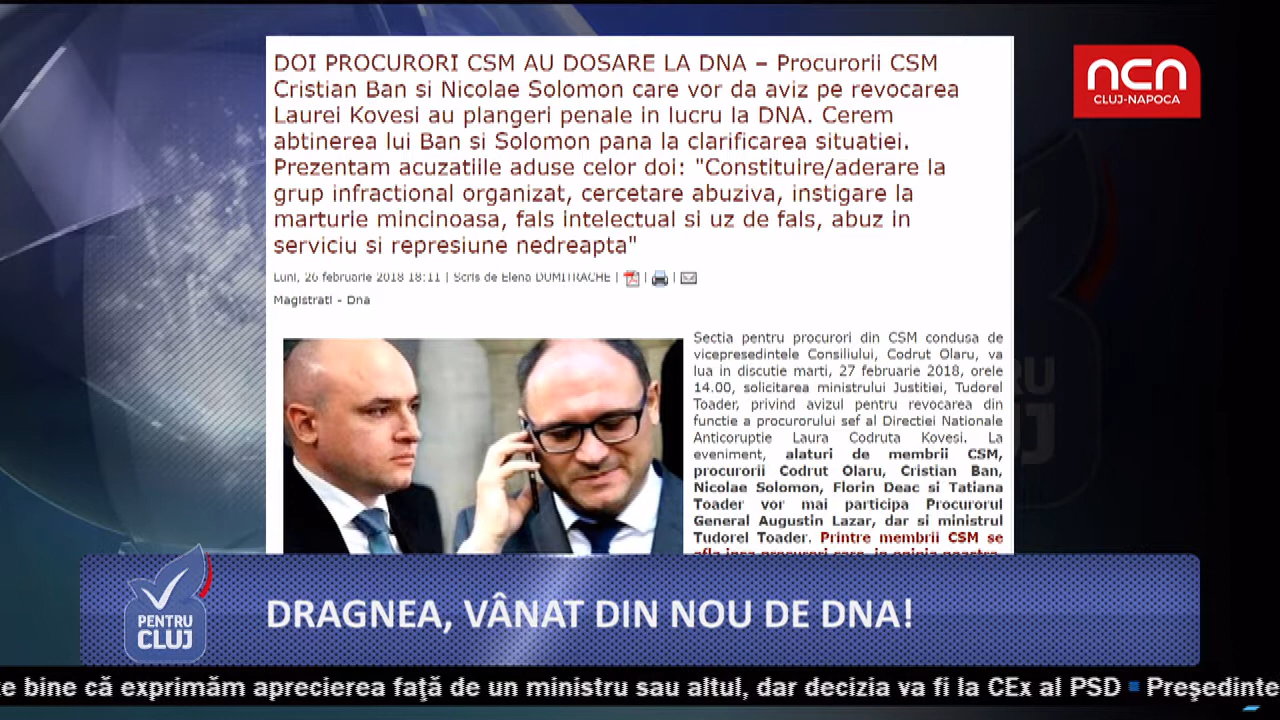 DOI PROCURORI CSM AU DOSARE LA DNA – Procurorii CSM
Cristian Ban si Nicolae Solomon care vor da aviz pe revocarea
Laurei Kovesi au plangeri penale in lucru la DNA. Cerem
abtinerea lui Ban si Solomon pana la clarificarea situatiei.
Prezentam acuzatiile aduse celor doi: "Constituire/aderare la
grup infractional organizat, cercetare abuziva, instigare la
marturie mincinoasa, fals intelectual si uz de fals, abuz in
serviciu si represiune nedreapta"
Luni, 26 februarie 2018 18:11 | Scris de Elena DUMITRACHE |
Magistrati - Dna
Sectia pentru procurori din CSM condusa de
vicepresedintele Consiliului, Codrut Olaru, va
lua in discutie marti, 27 februarie 2018, orele
14.00, solicitarea ministrului Justitiei, Tudorel
Toader, privind avizul pentru revocarea din
functie a procurorului sef al Directiei Nationale
Anticoruptie Laura Codruta Kovesi. La
eveniment, alaturi de membrii CSM,
procurorii Codrut Olaru, Cristian Ban,
Nicolae Solomon, Florin Deac si Tatiana
Toader vor mai participa Procurorul
General Augustin Lazar, dar si ministrul
Tudorel Toader. Printre membrii CSM se
ncn
CLUJ-NAPOCA
PENTRU
CLUJ
DRAGNEA, VÂNAT DIN NOU DE DNA!
bine că exprimăm aprecierea faţă de un ministru sau altul, dar decizia va fi la CEx al PSD ▪ Preşedinte